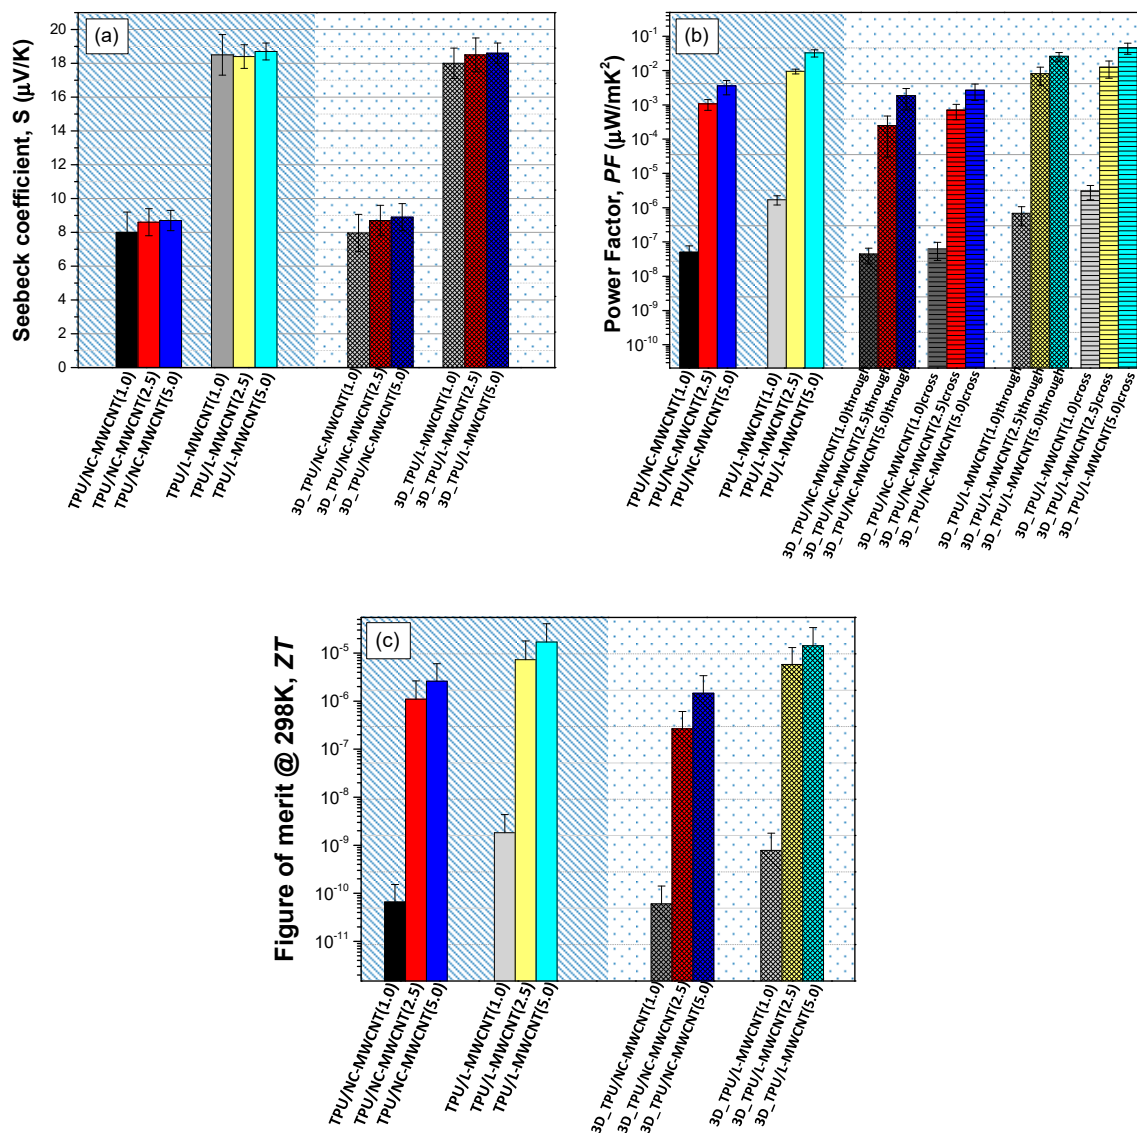 (a)
Seebeck coefficient, S (μV/K)
20
18
16
14
12
10
8
6
4
2
0
TPU/NC-MWCNT(1.0)
TPU/NC-MWCNT(2.5)
TPU/NC-MWCNT(5.0)
TPU/L-MWCNT(1.0)
TPU/L-MWCNT(2.5)
TPU/L-MWCNT(5.0)
3D_TPU/NC-MWCNT(1.0)
3D_TPU/NC-MWCNT(2.5)
3D_TPU/NC-MWCNT(5.0)
3D_TPU/L-MWCNT(1.0)
3D_TPU/L-MWCNT(2.5)
3D_TPU/L-MWCNT(5.0)
(b)
Power Factor, PF (μW/mK²)
10⁻¹
10⁻²
10⁻³
10⁻⁴
10⁻⁵
10⁻⁶
10⁻⁷
10⁻⁸
10⁻⁹
10⁻¹⁰
TPU/NC-MWCNT(1.0)
TPU/NC-MWCNT(2.5)
TPU/NC-MWCNT(5.0)
TPU/L-MWCNT(1.0)
TPU/L-MWCNT(2.5)
TPU/L-MWCNT(5.0)
3D_TPU/NC-MWCNT(1.0)through
3D_TPU/NC-MWCNT(2.5)through
3D_TPU/NC-MWCNT(5.0)through
3D_TPU/NC-MWCNT(1.0)cross
3D_TPU/NC-MWCNT(2.5)cross
3D_TPU/NC-MWCNT(5.0)cross
3D_TPU/L-MWCNT(1.0)through
3D_TPU/L-MWCNT(2.5)through
3D_TPU/L-MWCNT(5.0)through
3D_TPU/L-MWCNT(1.0)cross
3D_TPU/L-MWCNT(2.5)cross
3D_TPU/L-MWCNT(5.0)cross
(c)
Figure of merit @ 298K, ZT
10⁻⁵
10⁻⁶
10⁻⁷
10⁻⁸
10⁻⁹
10⁻¹⁰
10⁻¹¹
TPU/NC-MWCNT(1.0)
TPU/NC-MWCNT(2.5)
TPU/NC-MWCNT(5.0)
TPU/L-MWCNT(1.0)
TPU/L-MWCNT(2.5)
TPU/L-MWCNT(5.0)
3D_TPU/NC-MWCNT(1.0)
3D_TPU/NC-MWCNT(2.5)
3D_TPU/NC-MWCNT(5.0)
3D_TPU/L-MWCNT(1.0)
3D_TPU/L-MWCNT(2.5)
3D_TPU/L-MWCNT(5.0)